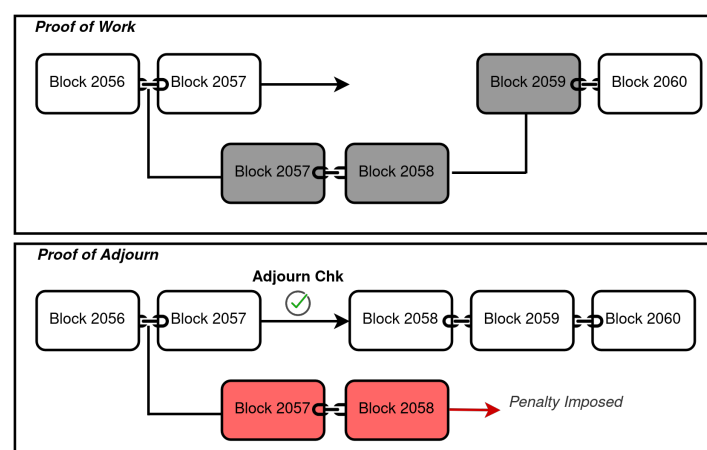 Proof of Work
Block 2056
Block 2057
Block 2059
Block 2060
Block 2057
Block 2058
Proof of Adjourn
Adjourn Chk
Block 2056
Block 2057
Block 2058
Block 2059
Block 2060
Block 2057
Block 2058
Penalty Imposed